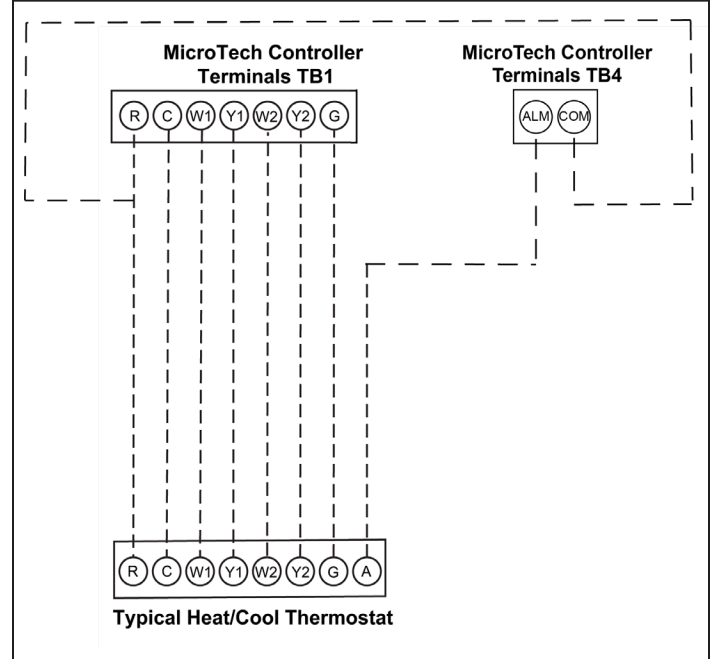 MicroTech Controller
Terminals TB1
R C W1 Y1 W2 Y2 G
MicroTech Controller
Terminals TB4
ALM COM
R C W1 Y1 W2 Y2 G A
Typical Heat/Cool Thermostat